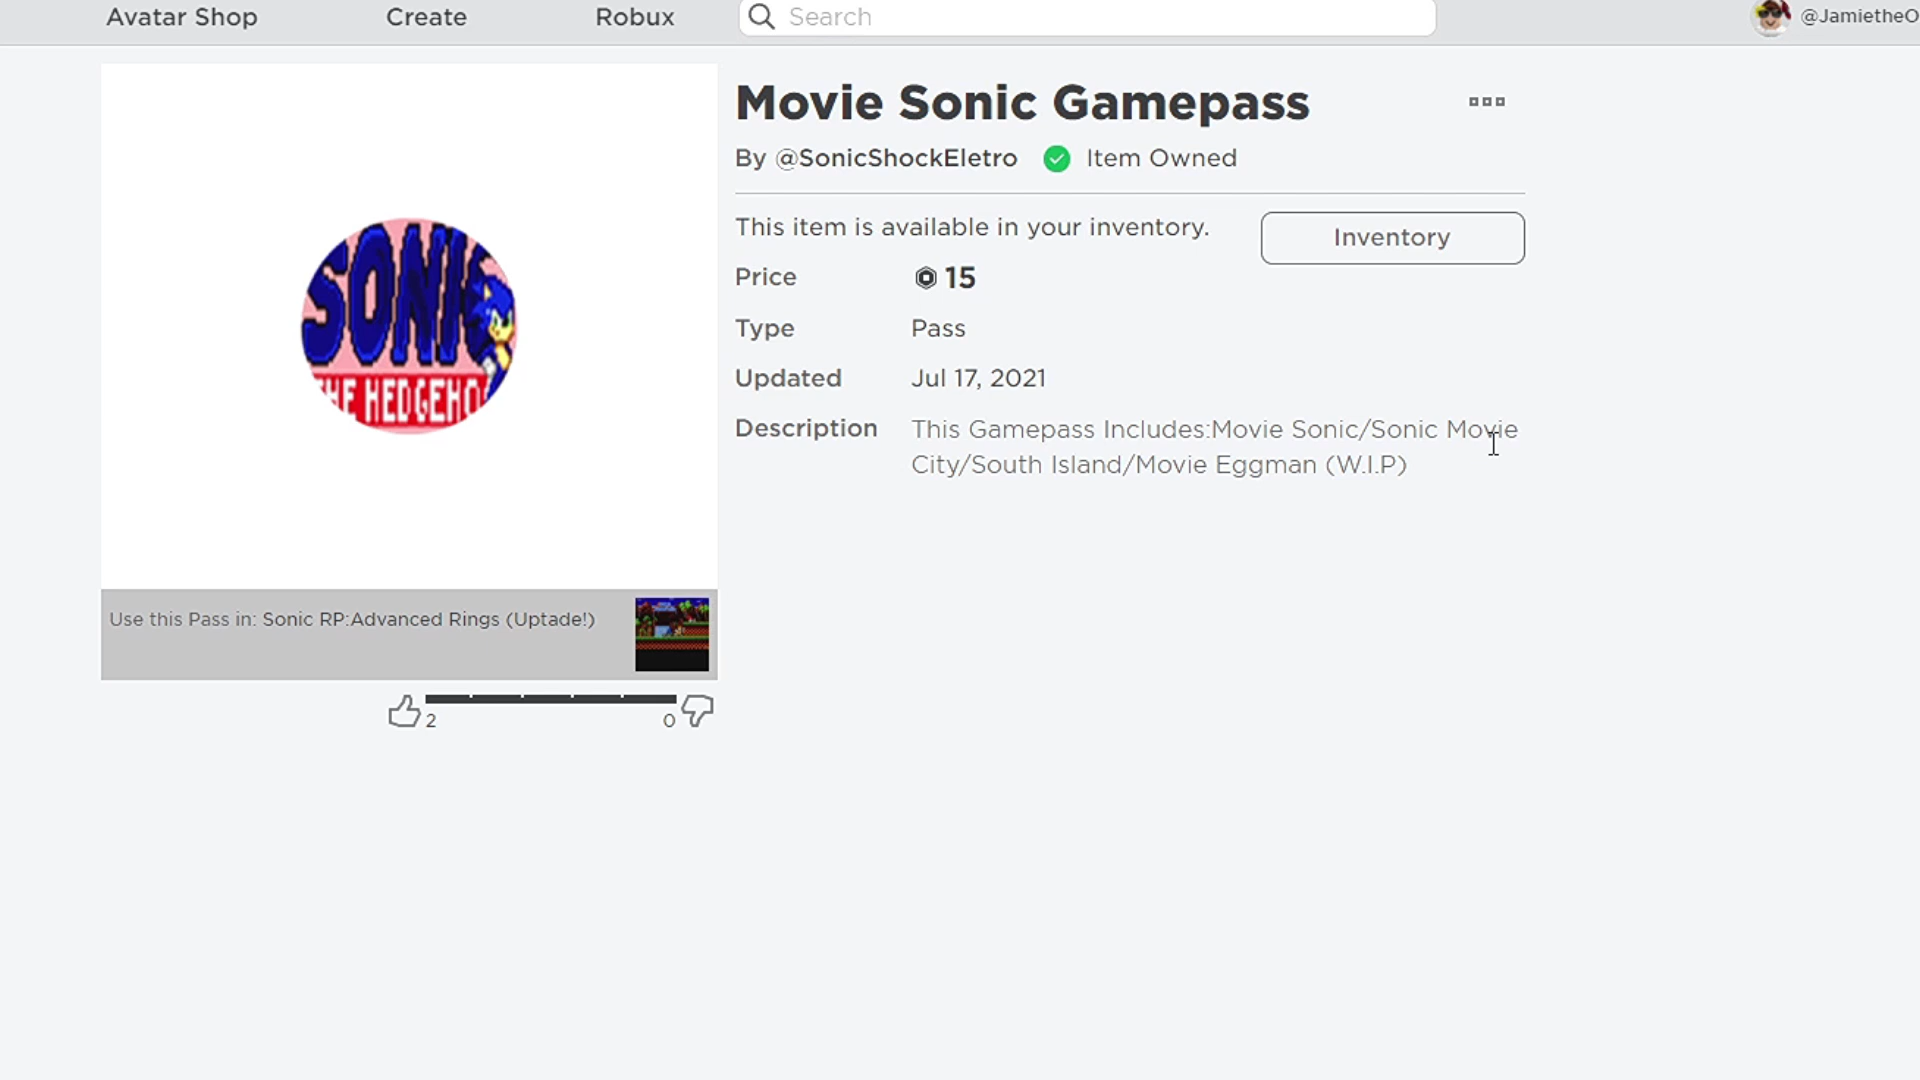 Avatar Shop
Create
Robux
Search
@JamietheO
Movie Sonic Gamepass
By @SonicShockEletro
Item Owned
This item is available in your inventory.
Inventory
Price
15
Type
Pass
Updated
Jul 17, 2021
Description
This Gamepass Includes:Movie Sonic/Sonic Movie
City/South Island/Movie Eggman (W.I.P)
SONIC
THE HEDGEHO
Use this Pass in: Sonic RP:Advanced Rings (Uptade!)
2
0